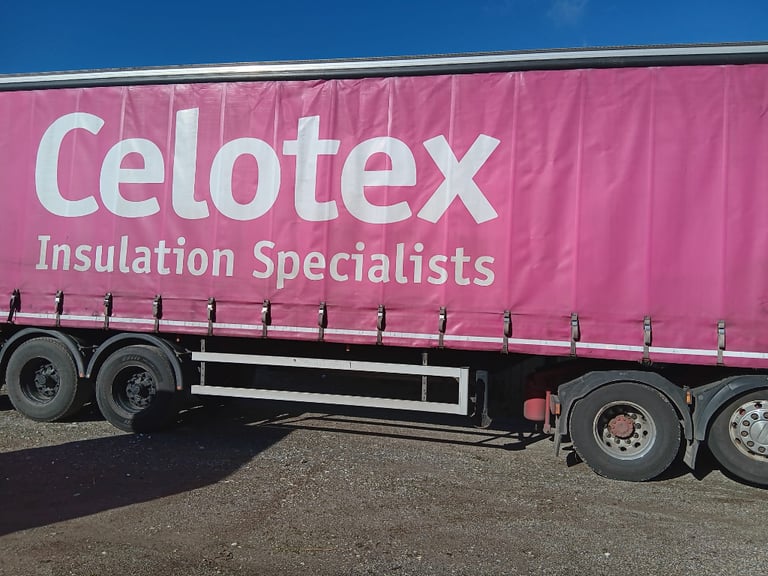 Celotex
Insulation Specialists